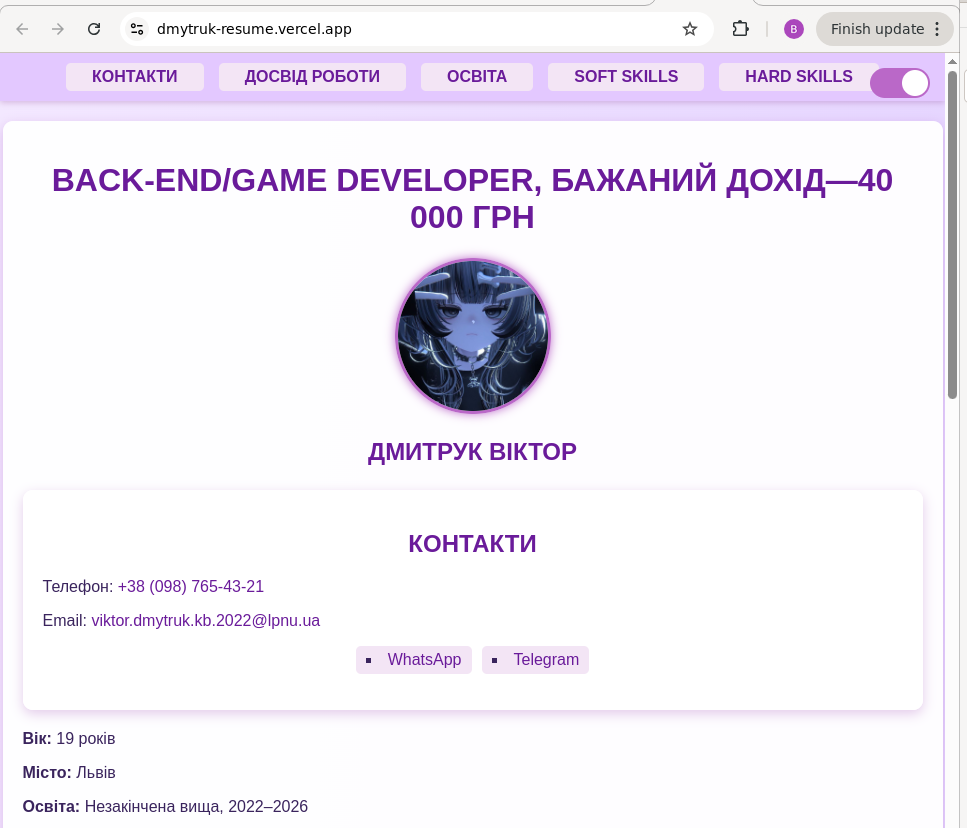 dmytruk-resume.vercel.app
B
Finish update
КОНТАКТИ
ДОСВІД РОБОТИ
ОСВІТА
SOFT SKILLS
HARD SKILLS
BACK-END/GAME DEVELOPER, БАЖАНИЙ ДОХІД—40
000 ГРН
ДМИТРУК ВІКТОР
КОНТАКТИ
Телефон: +38 (098) 765-43-21
Email: viktor.dmytruk.kb.2022@lpnu.ua
WhatsApp
Telegram
Вік: 19 років
Місто: Львів
Освіта: Незакінчена вища, 2022–2026